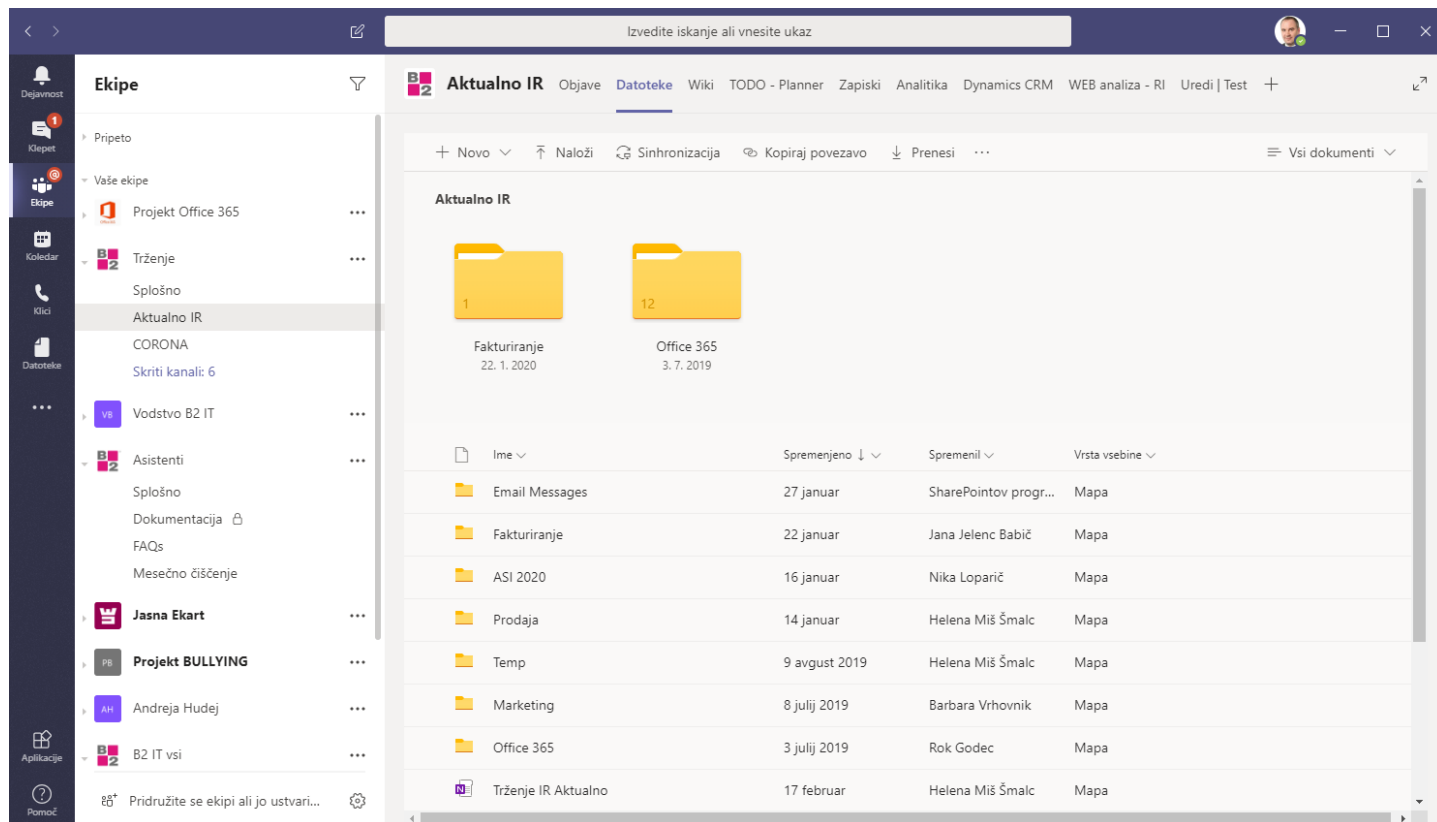 Izvedite iskanje ali vnesite ukaz
Dejavnost
1
Klepet
Ekipe
Koledar
Klici
Datoteke
Aplikacije
Pomoč
Ekipe
Pripeto
Vaše ekipe
Projekt Office 365
B2 Trženje
Splošno
Aktualno IR
CORONA
Skriti kanali: 6
VB Vodstvo B2 IT
B2 Asistenti
Splošno
Dokumentacija
FAQs
Mesečno čiščenje
Jasna Ekart
PB Projekt BULLYING
AH Andreja Hudej
B2 B2 IT vsi
Pridružite se ekipi ali jo ustvari...
B2 Aktualno IR Objave Datoteke Wiki TODO - Planner Zapiski Analitika Dynamics CRM WEB analiza - RI Uredi | Test
Novo Naloži Sinhronizacija Kopiraj povezavo Prenesi ... Vsi dokumenti
Aktualno IR
1 12
Fakturiranje Office 365
22. 1. 2020 3. 7. 2019
Ime Spremenjeno ↓ Spremenil Vrsta vsebine
Email Messages 27 januar SharePointov progr... Mapa
Fakturiranje 22 januar Jana Jelenc Babič Mapa
ASI 2020 16 januar Nika Loparič Mapa
Prodaja 14 januar Helena Miš Šmalc Mapa
Temp 9 avgust 2019 Helena Miš Šmalc Mapa
Marketing 8 julij 2019 Barbara Vrhovnik Mapa
Office 365 3 julij 2019 Rok Godec Mapa
N Trženje IR Aktualno 17 februar Helena Miš Šmalc Mapa